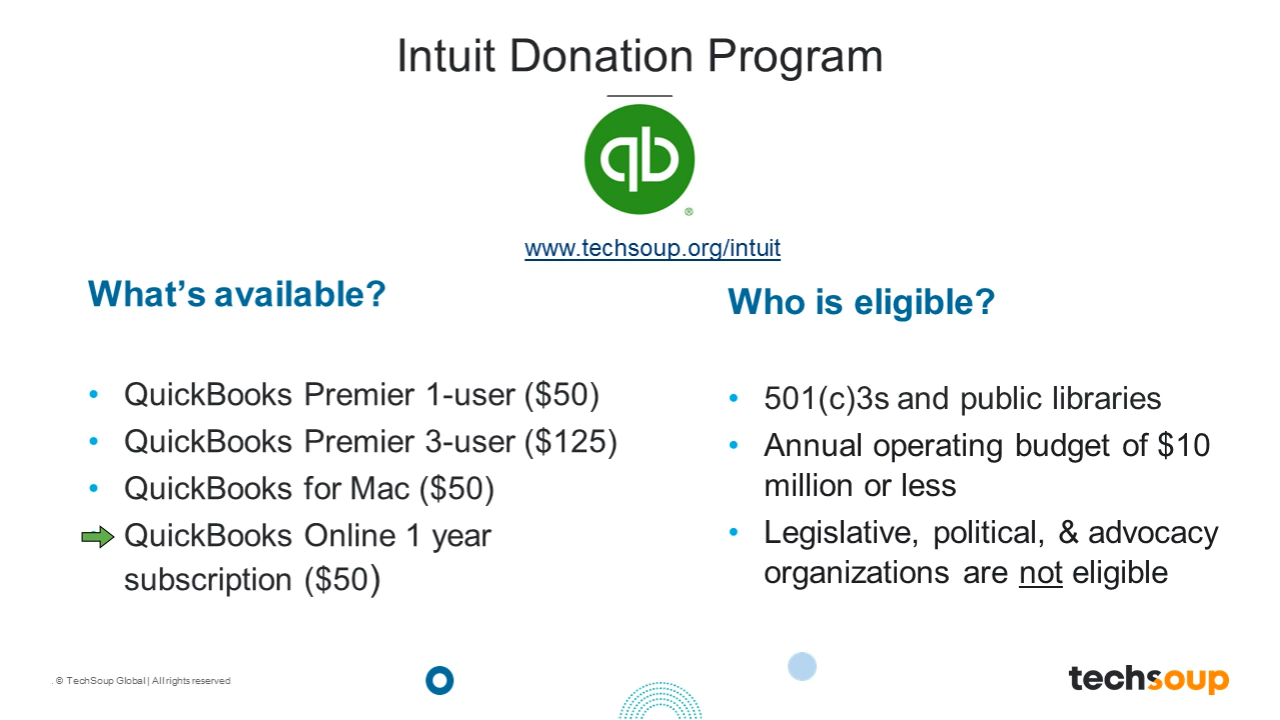 Intuit Donation Program
qb
®
www.techsoup.org/intuit
What’s available?
QuickBooks Premier 1-user ($50)
QuickBooks Premier 3-user ($125)
QuickBooks for Mac ($50)
QuickBooks Online 1 year
subscription ($50)
Who is eligible?
501(c)3s and public libraries
Annual operating budget of $10
million or less
Legislative, political, & advocacy
organizations are not eligible
. © TechSoup Global | All rights reserved
techsoup